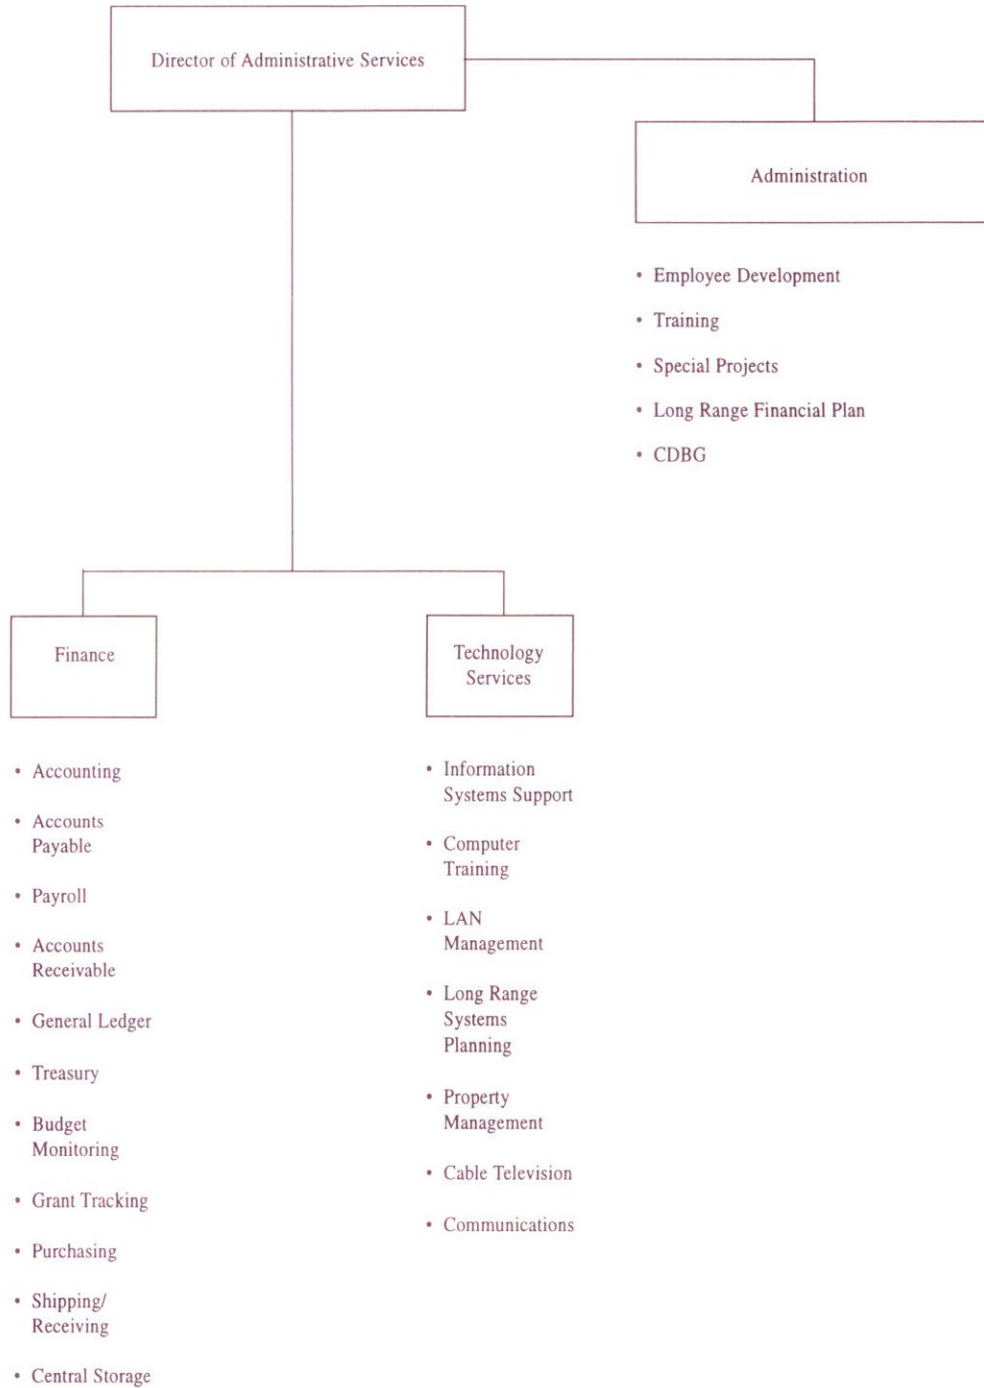 Director of Administrative Services
Administration
• Employee Development
• Training
• Special Projects
• Long Range Financial Plan
• CDBG
Finance
• Accounting
• Accounts
Payable
• Payroll
• Accounts
Receivable
• General Ledger
• Treasury
• Budget
Monitoring
• Grant Tracking
• Purchasing
• Shipping/
Receiving
• Central Storage
Technology
Services
• Information
Systems Support
• Computer
Training
• LAN
Management
• Long Range
Systems
Planning
• Property
Management
• Cable Television
• Communications